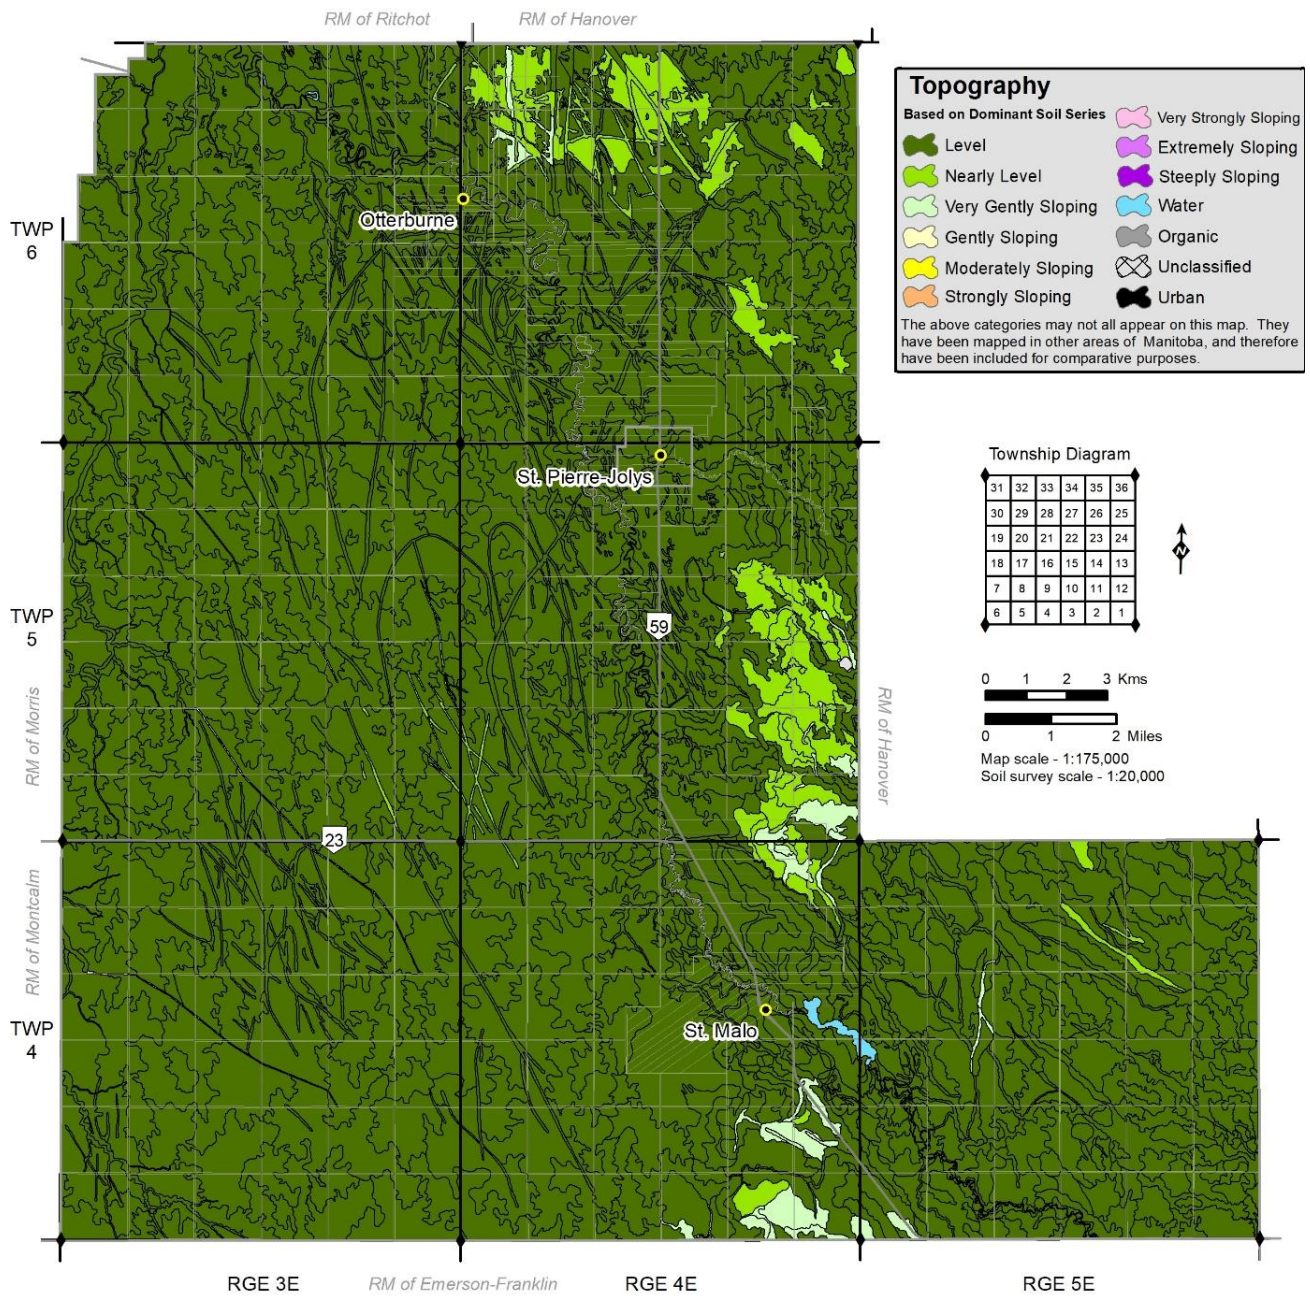 RM of Ritchot
RM of Hanover
Topography
Based on Dominant Soil Series
Level
Nearly Level
Very Gently Sloping
Gently Sloping
Moderately Sloping
Strongly Sloping
Very Strongly Sloping
Extremely Sloping
Steeply Sloping
Water
Organic
Unclassified
Urban
The above categories may not all appear on this map. They
have been mapped in other areas of Manitoba, and therefore
have been included for comparative purposes.
TWP
6
Otterburne
St. Pierre-Jolys
Township Diagram
31 32 33 34 35 36
30 29 28 27 26 25
19 20 21 22 23 24
18 17 16 15 14 13
7 8 9 10 11 12
6 5 4 3 2 1
N
TWP
5
59
0 1 2 3 Kms
0 1 2 Miles
Map scale - 1:175,000
Soil survey scale - 1:20,000
RM of Morris
RM of Hanover
23
RM of Montcalm
TWP
4
St. Malo
RGE 3E
RM of Emerson-Franklin
RGE 4E
RGE 5E